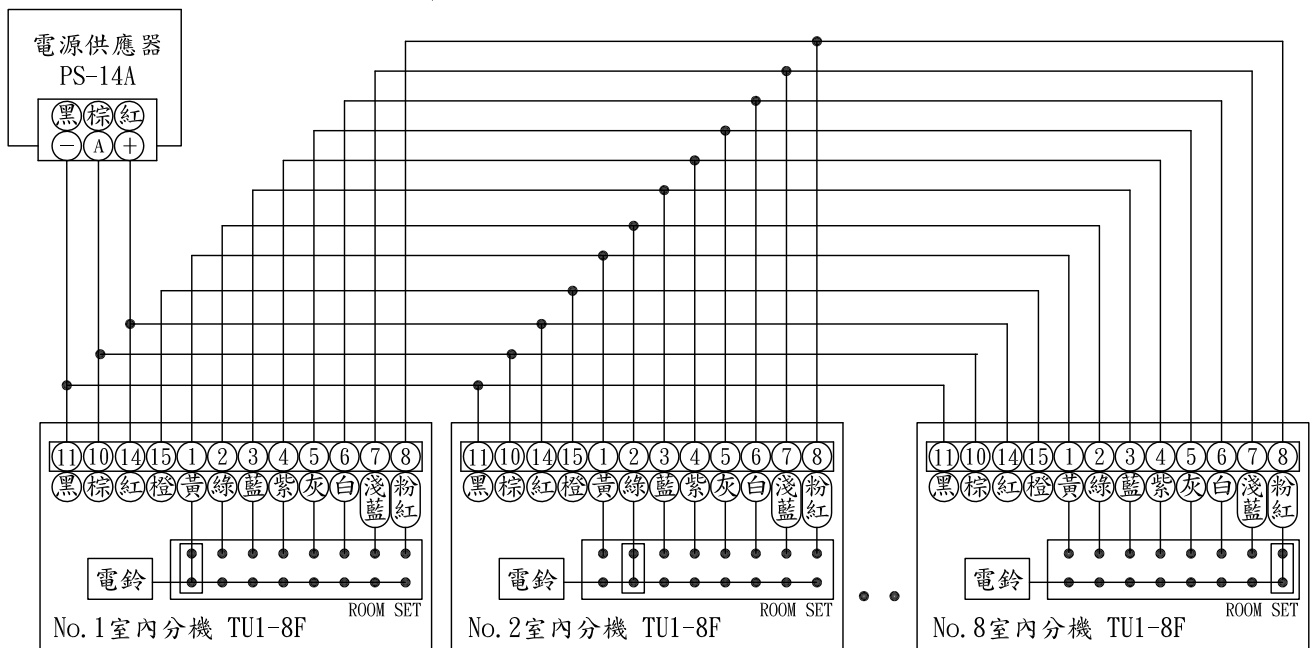 電源供應器
PS-14A
黑 棕 紅
- A +
11 10 14 15 1 2 3 4 5 6 7 8
黑 棕 紅 橙 黃 綠 藍 紫 灰 白 淺藍 粉紅
電鈴
ROOM SET
No.1室內分機 TU1-8F
11 10 14 15 1 2 3 4 5 6 7 8
黑 棕 紅 橙 黃 綠 藍 紫 灰 白 淺藍 粉紅
電鈴
ROOM SET
No.2室內分機 TU1-8F
11 10 14 15 1 2 3 4 5 6 7 8
黑 棕 紅 橙 黃 綠 藍 紫 灰 白 淺藍 粉紅
電鈴
ROOM SET
No.8室內分機 TU1-8F